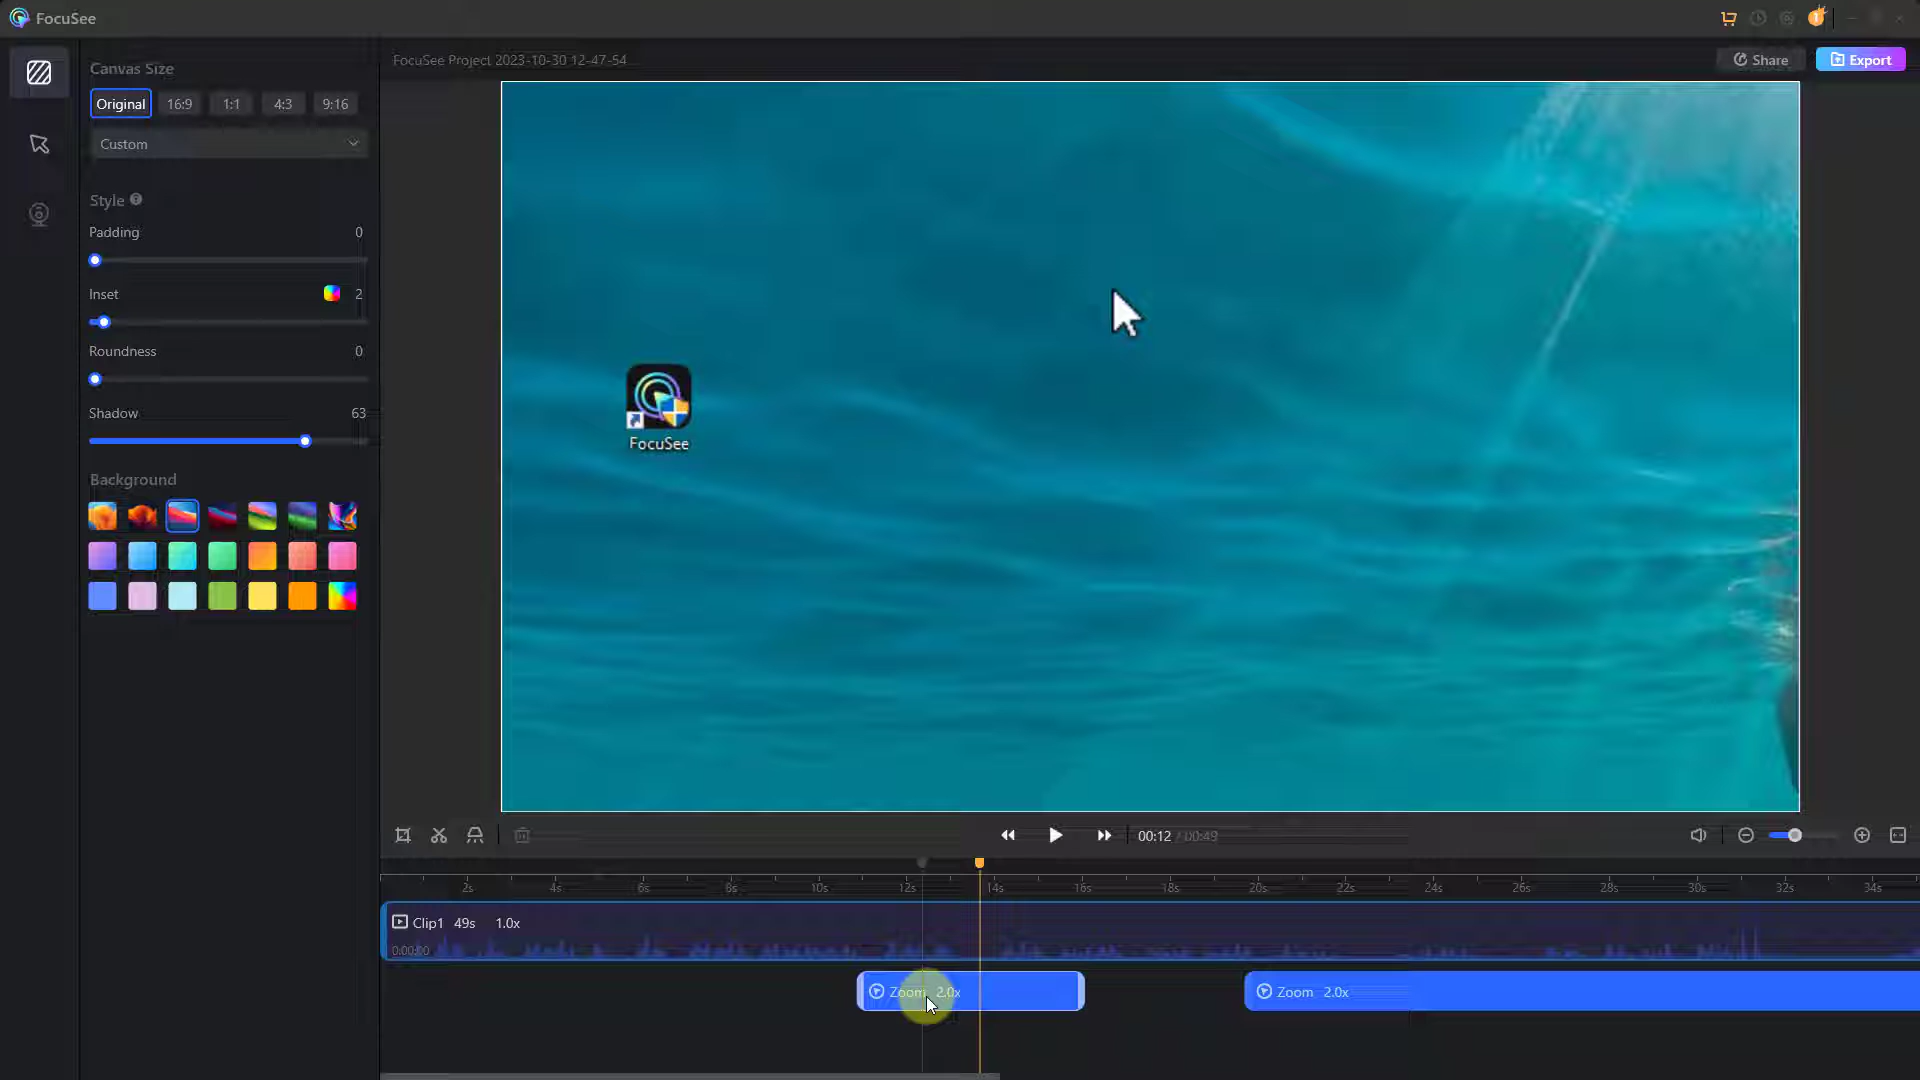 FocuSee
FocuSee Project 2023-10-30 12-47-54...
Share
Export
Canvas Size
Original 16:9 1:1 4:3 9:16
Custom
Style
Padding 0
Inset 2
Roundness 0
Shadow 63
Background
FocuSee
00:12 / 00:49
2s 4s 6s 8s 10s 12s 14s 16s 18s 20s 22s 24s 26s 28s 30s 32s 34s
Clip1 49s 1.0x
0:00:00
Zoom 2.0x
Zoom 2.0x